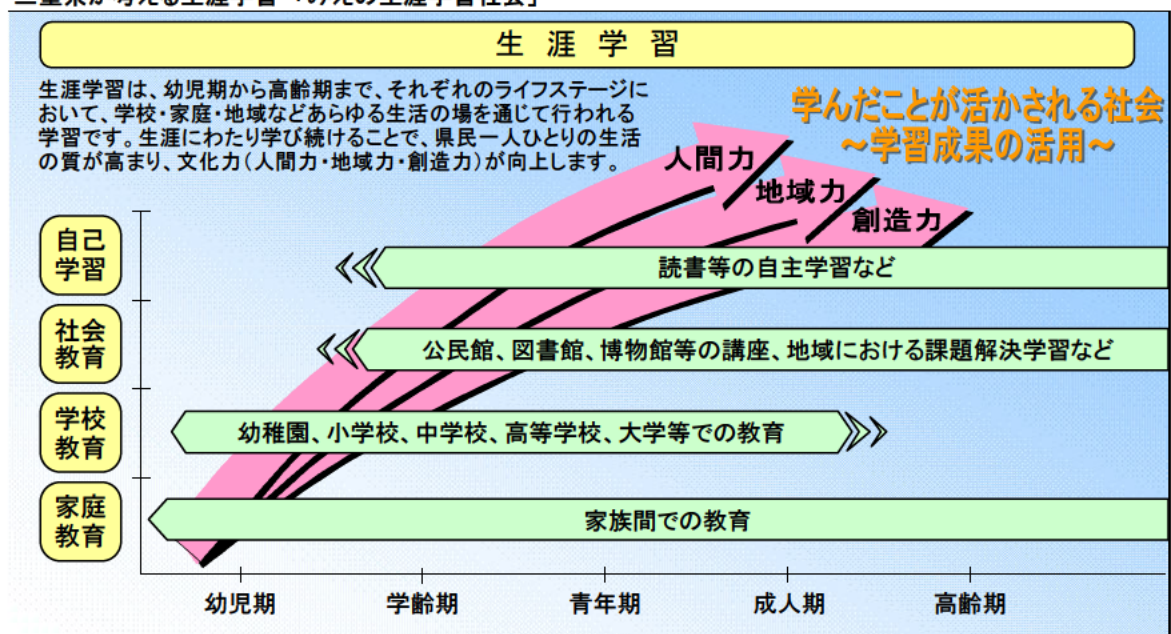 生涯学習
生涯学習は、幼児期から高齢期まで、それぞれのライフステージに
おいて、学校・家庭・地域などあらゆる生活の場を通じて行われる
学習です。生涯にわたり学び続けることで、県民一人ひとりの生活
の質が高まり、文化力（人間力・地域力・創造力）が向上します。
学んだことが活かされる社会
～学習成果の活用～
人間力
地域力
創造力
自己
学習
読書等の自主学習など
社会
教育
公民館、図書館、博物館等の講座、地域における課題解決学習など
学校
教育
幼稚園、小学校、中学校、高等学校、大学等での教育
家庭
教育
家族間での教育
幼児期
学齢期
青年期
成人期
高齢期